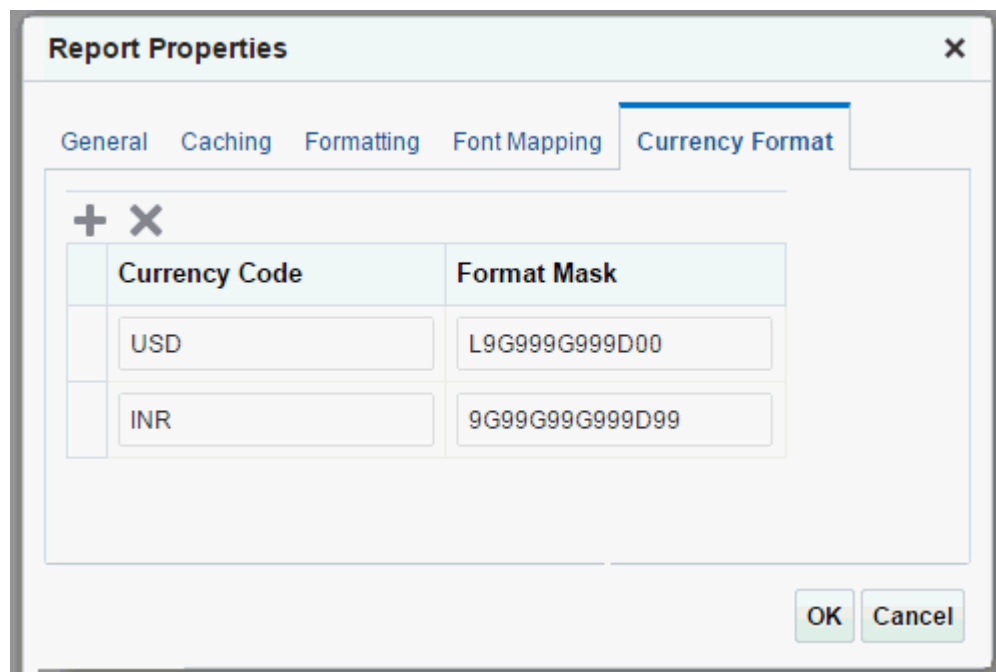 Report Properties
General Caching Formatting Font Mapping Currency Format
Currency Code Format Mask
USD L9G999G999D00
INR 9G99G99G999D99
OK Cancel